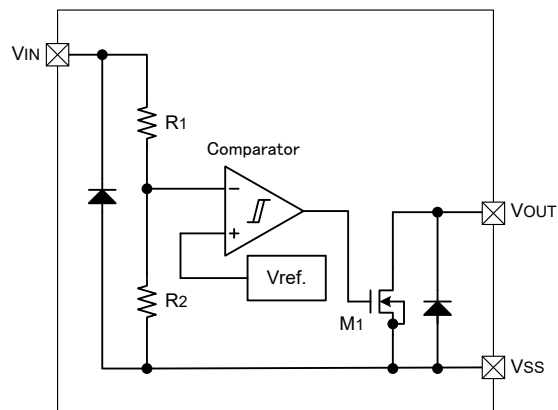 VIN
R1
Comparator
−
+
VOUT
Vref.
R2
M1
VSS